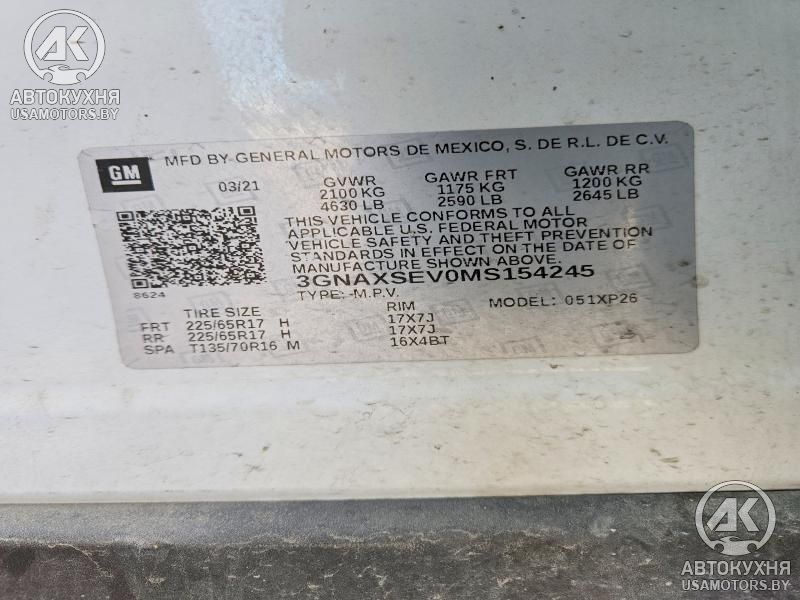 AK
АВТОКУХНЯ
USAMOTORS.BY
GM
MFD BY GENERAL MOTORS DE MEXICO, S. DE R.L. DE C.V.
03/21 GVWR GAWR FRT GAWR RR
2100 KG 1175 KG 1200 KG
4630 LB 2590 LB 2645 LB
THIS VEHICLE CONFORMS TO ALL
APPLICABLE U.S. FEDERAL MOTOR
VEHICLE SAFETY AND THEFT PREVENTION
STANDARDS IN EFFECT ON THE DATE OF
MANUFACTURE SHOWN ABOVE.
8624 3GNAXSEV0MS154245
TYPE:-M.P.V. MODEL: 051XP26
TIRE SIZE RIM
FRT 225/65R17 H 17X7J
RR 225/65R17 H 17X7J
SPA T135/70R16 M 16X4BT
AK
АВТОКУХНЯ
USAMOTORS.BY